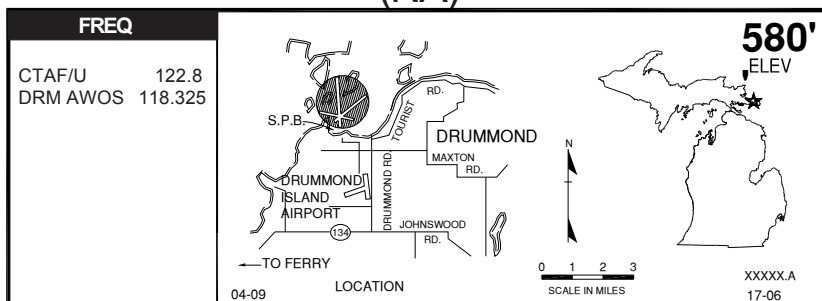 FREQ
CTAF/U 122.8
DRM AWOS 118.325
580'
ELEV
S.P.B.
TOURIST
RD.
DRUMMOND
MAXTON
RD.
DRUMMOND RD.
DRUMMOND
ISLAND
AIRPORT
JOHNSWOOD
RD.
134
TO FERRY
LOCATION
04-09
N
0 1 2 3
SCALE IN MILES
XXXXX.A
17-06